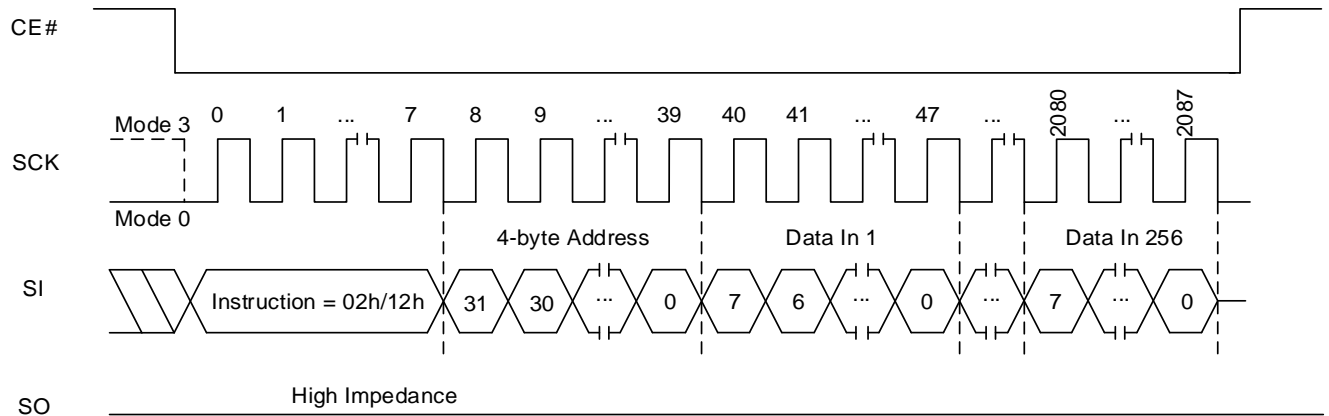 CE#
0 1 ... 7 8 9 ... 39 40 41 ... 47 ... 2080 ... 2087
Mode 3
SCK
Mode 0
4-byte Address Data In 1 Data In 256
SI Instruction = 02h/12h 31 30 ... 0 7 6 ... 0 ... 7 ... 0
High Impedance
SO